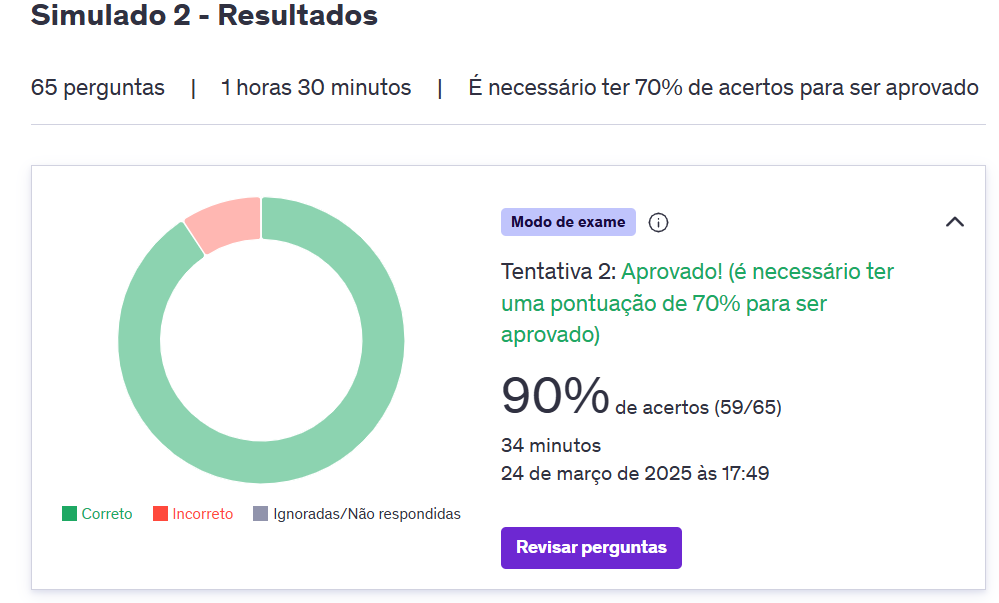 Simulado 2 - Resultados
65 perguntas | 1 horas 30 minutos | É necessário ter 70% de acertos para ser aprovado
Modo de exame
Tentativa 2: Aprovado! (é necessário ter
uma pontuação de 70% para ser
aprovado)
90% de acertos (59/65)
34 minutos
24 de março de 2025 às 17:49
Correto Incorreto Ignoradas/Não respondidas
Revisar perguntas